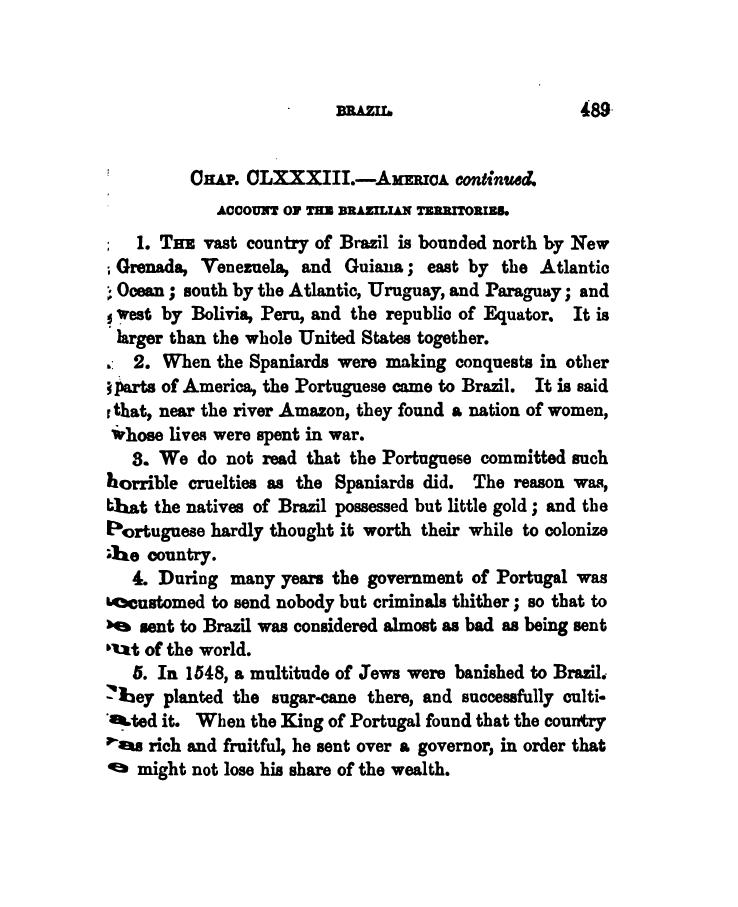 BRAZIL. 489
CHAP. CLXXXIII.—AMERICA continued.
ACCOUNT OF THE BRAZILIAN TERRITORIES.
1. THE vast country of Brazil is bounded north by New
Grenada, Venezuela, and Guiana; east by the Atlantic
Ocean; south by the Atlantic, Uruguay, and Paraguay; and
west by Bolivia, Peru, and the republic of Equator. It is
larger than the whole United States together.
2. When the Spaniards were making conquests in other
parts of America, the Portuguese came to Brazil. It is said
that, near the river Amazon, they found a nation of women,
whose lives were spent in war.
3. We do not read that the Portuguese committed such
horrible cruelties as the Spaniards did. The reason was,
that the natives of Brazil possessed but little gold; and the
Portuguese hardly thought it worth their while to colonize
the country.
4. During many years the government of Portugal was
accustomed to send nobody but criminals thither; so that to
be sent to Brazil was considered almost as bad as being sent
out of the world.
5. In 1548, a multitude of Jews were banished to Brazil.
They planted the sugar-cane there, and successfully culti-
vated it. When the King of Portugal found that the country
was rich and fruitful, he sent over a governor, in order that
he might not lose his share of the wealth.